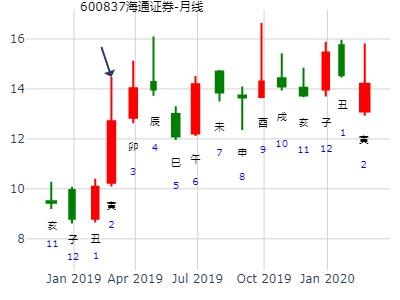 600837海通证券-月线
16
14
12
10
8
亥
11
子
12
丑
1
寅
2
卯
3
辰
4
巳
5
午
6
未
7
申
8
酉
9
戌
10
亥
11
子
12
丑
1
寅
2
Jan 2019
Apr 2019
Jul 2019
Oct 2019
Jan 2020